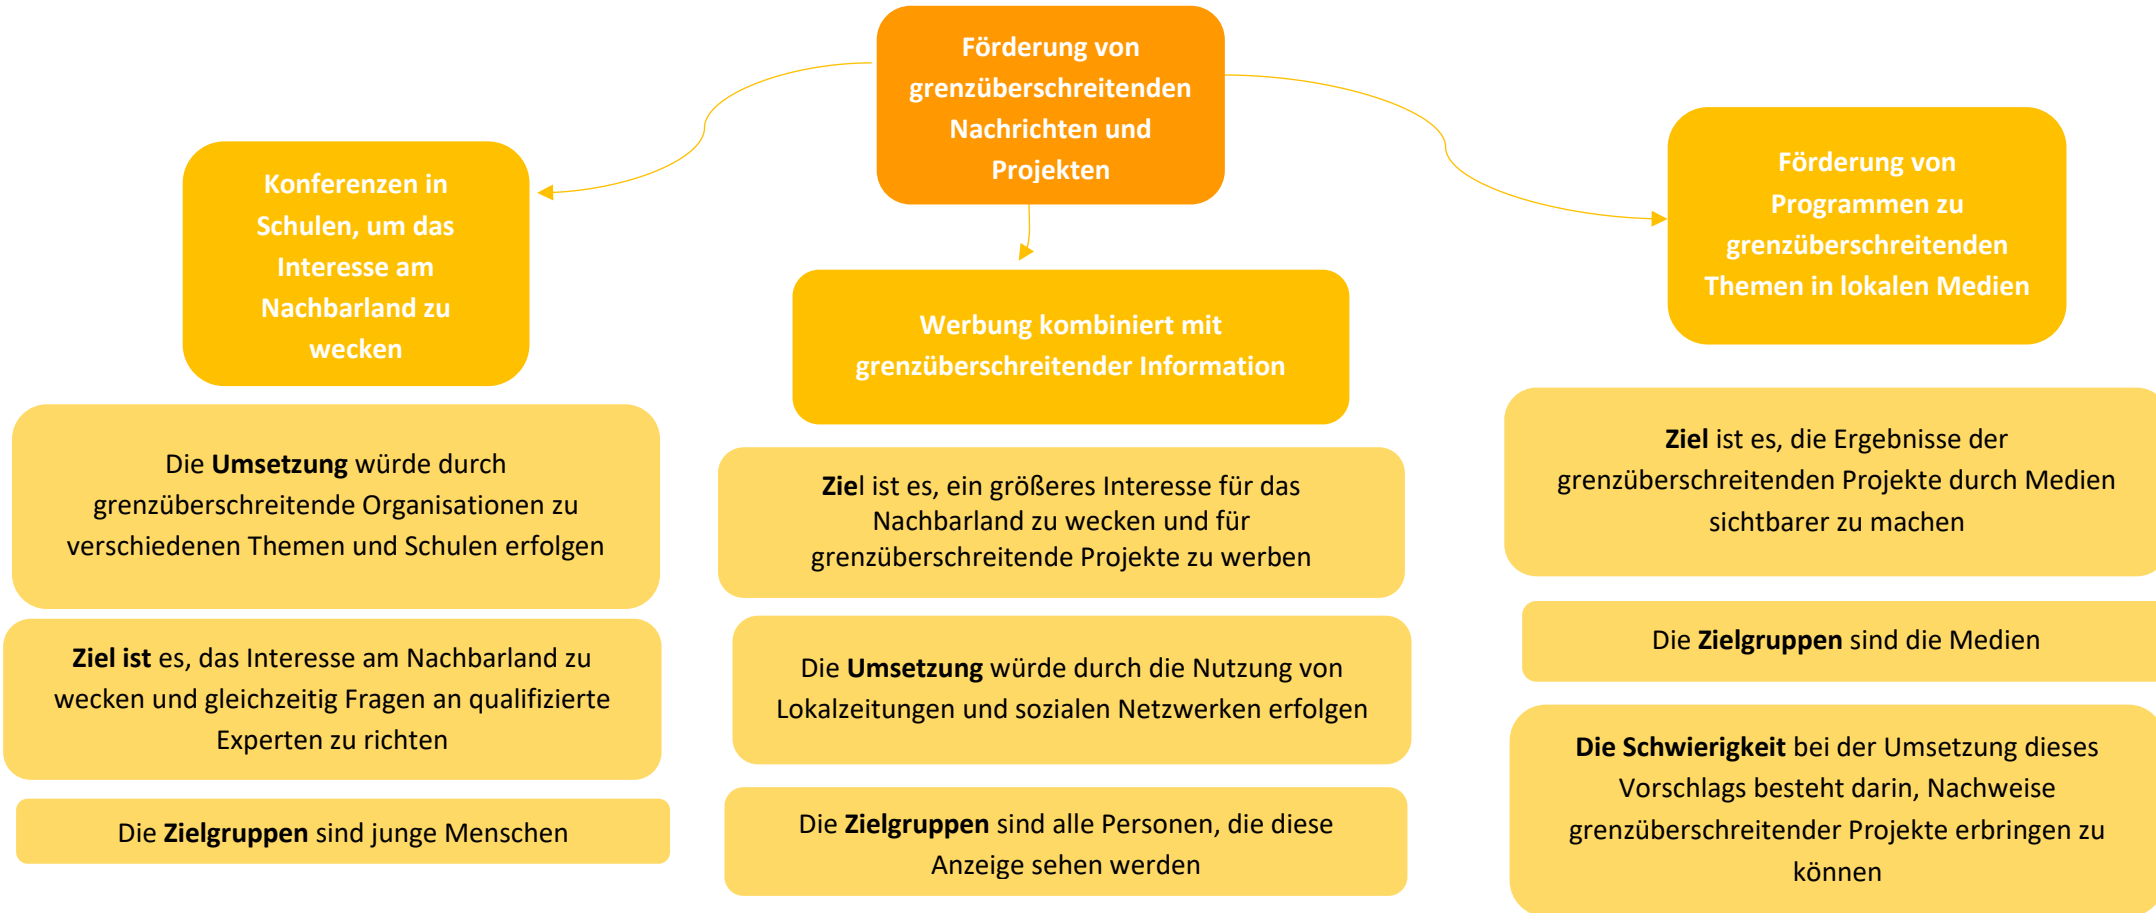 Förderung von
grenzüberschreitenden
Nachrichten und
Projekten
Konferenzen in
Schulen, um das
Interesse am
Nachbarland zu
wecken
Die Umsetzung würde durch
grenzüberschreitende Organisationen zu
verschiedenen Themen und Schulen erfolgen
Ziel ist es, das Interesse am Nachbarland zu
wecken und gleichzeitig Fragen an qualifizierte
Experten zu richten
Die Zielgruppen sind junge Menschen
Werbung kombiniert mit
grenzüberschreitender Information
Ziel ist es, ein größeres Interesse für das
Nachbarland zu wecken und für
grenzüberschreitende Projekte zu werben
Die Umsetzung würde durch die Nutzung von
Lokalzeitungen und sozialen Netzwerken erfolgen
Die Zielgruppen sind alle Personen, die diese
Anzeige sehen werden
Förderung von
Programmen zu
grenzüberschreitenden
Themen in lokalen Medien
Ziel ist es, die Ergebnisse der
grenzüberschreitenden Projekte durch Medien
sichtbarer zu machen
Die Zielgruppen sind die Medien
Die Schwierigkeit bei der Umsetzung dieses
Vorschlags besteht darin, Nachweise
grenzüberschreitender Projekte erbringen zu
können